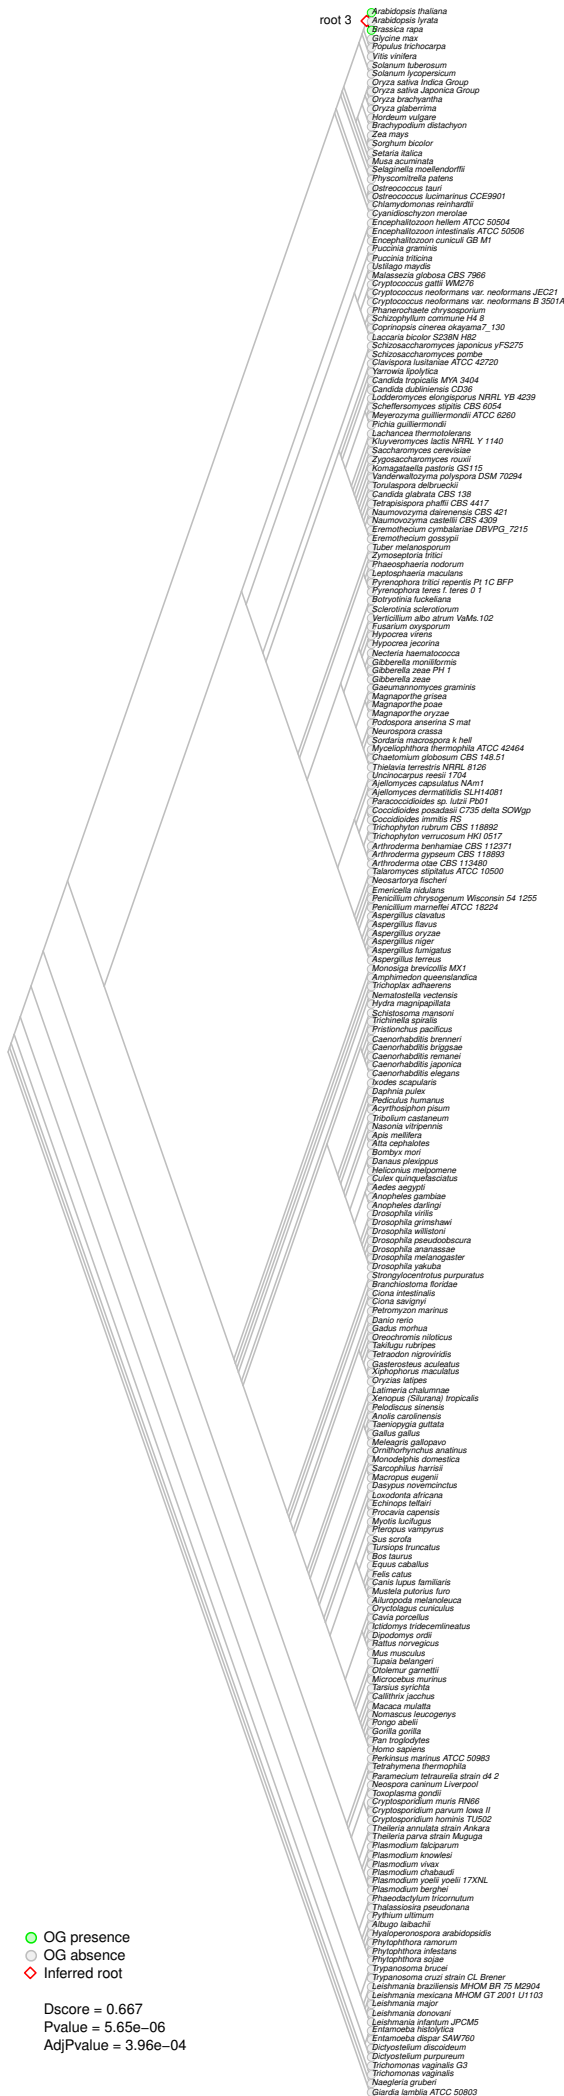 root 3
Arabidopsis thaliana
Arabidopsis lyrata
Brassica rapa
Glycine max
Populus trichocarpa
Vitis vinifera
Solanum tuberosum
Solanum lycopersicum
Oryza sativa Indica Group
Oryza sativa Japonica Group
Oryza brachyantha
Oryza glaberrima
Hordeum vulgare
Brachypodium distachyon
Zea mays
Sorghum bicolor
Setaria italica
Musa acuminata
Selaginella moellendorffii
Physcomitrella patens
Ostreococcus tauri
Ostreococcus lucimarinus CCE9901
Chlamydomonas reinhardtii
Cyanidioschyzon merolae
Encephalitozoon hellem ATCC 50504
Encephalitozoon intestinalis ATCC 50506
Encephalitozoon cuniculi GB M1
Puccinia graminis
Puccinia triticina
Ustilago maydis
Malassezia globosa CBS 7966
Cryptococcus gattii WM276
Cryptococcus neoformans var. neoformans JEC21
Cryptococcus neoformans var. neoformans B 3501A
Phanerochaete chrysosporium
Schizophyllum commune H4 8
Coprinopsis cinerea okayama7_130
Laccaria bicolor S238N H82
Schizosaccharomyces japonicus yFS275
Schizosaccharomyces pombe
Clavispora lusitaniae ATCC 42720
Yarrowia lipolytica
Candida tropicalis MYA 3404
Candida dubliniensis CD36
Lodderomyces elongisporus NRRL YB 4239
Scheffersomyces stipitis CBS 6054
Meyerozyma guilliermondii ATCC 6260
Pichia guilliermondii
Lachancea thermotolerans
Kluyveromyces lactis NRRL Y 1140
Saccharomyces cerevisiae
Zygosaccharomyces rouxii
Komagataella pastoris GS115
Vanderwaltozyma polyspora DSM 70294
Torulaspora delbrueckii
Candida glabrata CBS 138
Tetrapisispora phaffii CBS 4417
Naumovozyma dairenensis CBS 421
Naumovozyma castellii CBS 4309
Eremothecium cymbalariae DBVPG_7215
Eremothecium gossypii
Tuber melanosporum
Zymoseptoria tritici
Phaeosphaeria nodorum
Leptosphaeria maculans
Pyrenophora tritici repentis Pt 1C BFP
Pyrenophora teres f. teres 0 1
Botryotinia fuckeliana
Sclerotinia sclerotiorum
Verticillium albo atrum VaMs.102
Fusarium oxysporum
Hypocrea virens
Hypocrea jecorina
Necteria haematococca
Gibberella moniliformis
Gibberella zeae PH 1
Gibberella zeae
Gaeumannomyces graminis
Magnaporthe grisea
Magnaporthe poae
Magnaporthe oryzae
Podospora anserina S mat
Neurospora crassa
Sordaria macrospora k hell
Myceliophthora thermophila ATCC 42464
Chaetomium globosum CBS 148.51
Thielavia terrestris NRRL 8126
Uncinocarpus reesii 1704
Ajellomyces capsulatus NAm1
Ajellomyces dermatitidis SLH14081
Paracoccidioides sp. lutzii Pb01
Coccidioides posadasii C735 delta SOWgp
Coccidioides immitis RS
Trichophyton rubrum CBS 118892
Trichophyton verrucosum HKI 0517
Arthroderma benhamiae CBS 112371
Arthroderma gypseum CBS 118893
Arthroderma otae CBS 113480
Talaromyces stipitatus ATCC 10500
Neosartorya fischeri
Emericella nidulans
Penicillium chrysogenum Wisconsin 54 1255
Penicillium marneffei ATCC 18224
Aspergillus clavatus
Aspergillus flavus
Aspergillus oryzae
Aspergillus niger
Aspergillus fumigatus
Aspergillus terreus
Monosiga brevicollis MX1
Amphimedon queenslandica
Trichoplax adhaerens
Nematostella vectensis
Hydra magnipapillata
Schistosoma mansoni
Trichinella spiralis
Pristionchus pacificus
Caenorhabditis brenneri
Caenorhabditis briggsae
Caenorhabditis remanei
Caenorhabditis japonica
Caenorhabditis elegans
Ixodes scapularis
Daphnia pulex
Pediculus humanus
Acyrthosiphon pisum
Tribolium castaneum
Nasonia vitripennis
Apis mellifera
Atta cephalotes
Bombyx mori
Danaus plexippus
Heliconius melpomene
Culex quinquefasciatus
Aedes aegypti
Anopheles gambiae
Anopheles darlingi
Drosophila virilis
Drosophila grimshawi
Drosophila willistoni
Drosophila pseudoobscura
Drosophila ananassae
Drosophila melanogaster
Drosophila yakuba
Strongylocentrotus purpuratus
Branchiostoma floridae
Ciona intestinalis
Ciona savignyi
Petromyzon marinus
Danio rerio
Gadus morhua
Oreochromis niloticus
Takifugu rubripes
Tetraodon nigroviridis
Gasterosteus aculeatus
Xiphophorus maculatus
Oryzias latipes
Latimeria chalumnae
Xenopus (Silurana) tropicalis
Pelodiscus sinensis
Anolis carolinensis
Taeniopygia guttata
Gallus gallus
Meleagris gallopavo
Ornithorhynchus anatinus
Monodelphis domestica
Sarcophilus harrisii
Macropus eugenii
Dasypus novemcinctus
Loxodonta africana
Echinops telfairi
Procavia capensis
Myotis lucifugus
Pteropus vampyrus
Sus scrofa
Tursiops truncatus
Bos taurus
Equus caballus
Felis catus
Canis lupus familiaris
Mustela putorius furo
Ailuropoda melanoleuca
Oryctolagus cuniculus
Cavia porcellus
Ictidomys tridecemlineatus
Dipodomys ordii
Rattus norvegicus
Mus musculus
Tupaia belangeri
Otolemur garnettii
Microcebus murinus
Tarsius syrichta
Callithrix jacchus
Macaca mulatta
Nomascus leucogenys
Pongo abelii
Gorilla gorilla
Pan troglodytes
Homo sapiens
Perkinsus marinus ATCC 50983
Tetrahymena thermophila
Paramecium tetraurelia strain d4 2
Neospora caninum Liverpool
Toxoplasma gondii
Cryptosporidium muris RN66
Cryptosporidium parvum Iowa II
Cryptosporidium hominis TU502
Theileria annulata strain Ankara
Theileria parva strain Muguga
Plasmodium falciparum
Plasmodium knowlesi
Plasmodium vivax
Plasmodium chabaudi
Plasmodium yoelii yoelii 17XNL
Plasmodium berghei
Phaeodactylum tricornutum
Thalassiosira pseudonana
Pythium ultimum
Albugo laibachii
Hyaloperonospora arabidopsidis
Phytophthora ramorum
Phytophthora infestans
Phytophthora sojae
Trypanosoma brucei
Trypanosoma cruzi strain CL Brener
Leishmania braziliensis MHOM BR 75 M2904
Leishmania mexicana MHOM GT 2001 U1103
Leishmania major
Leishmania donovani
Leishmania infantum JPCM5
Entamoeba histolytica
Entamoeba dispar SAW760
Dictyostelium discoideum
Dictyostelium purpureum
Trichomonas vaginalis G3
Trichomonas vaginalis
Naegleria gruberi
Giardia lamblia ATCC 50803
OG presence
OG absence
Inferred root
Dscore = 0.667
Pvalue = 5.65e−06
AdjPvalue = 3.96e−04